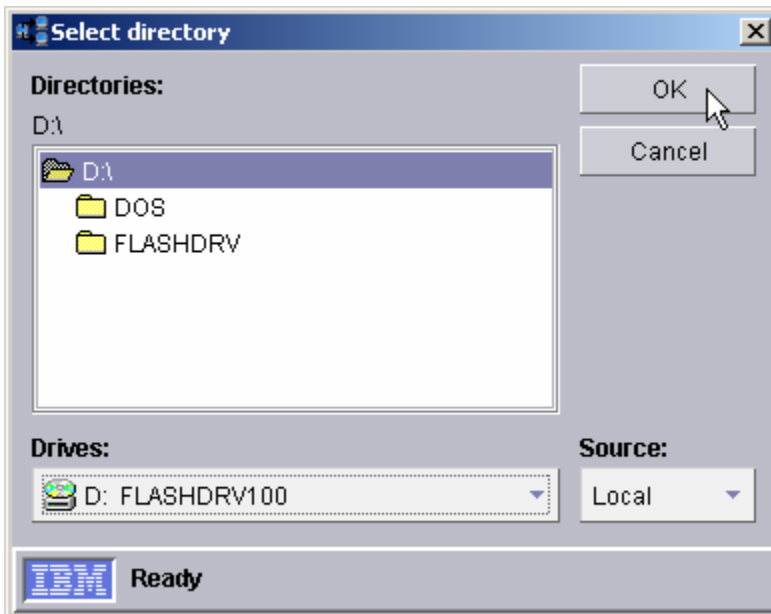 Select directory
Directories:
OK
D:\
Cancel
D:\
DOS
FLASHDRV
Drives:
Source:
D: FLASHDRV100
Local
IBM Ready